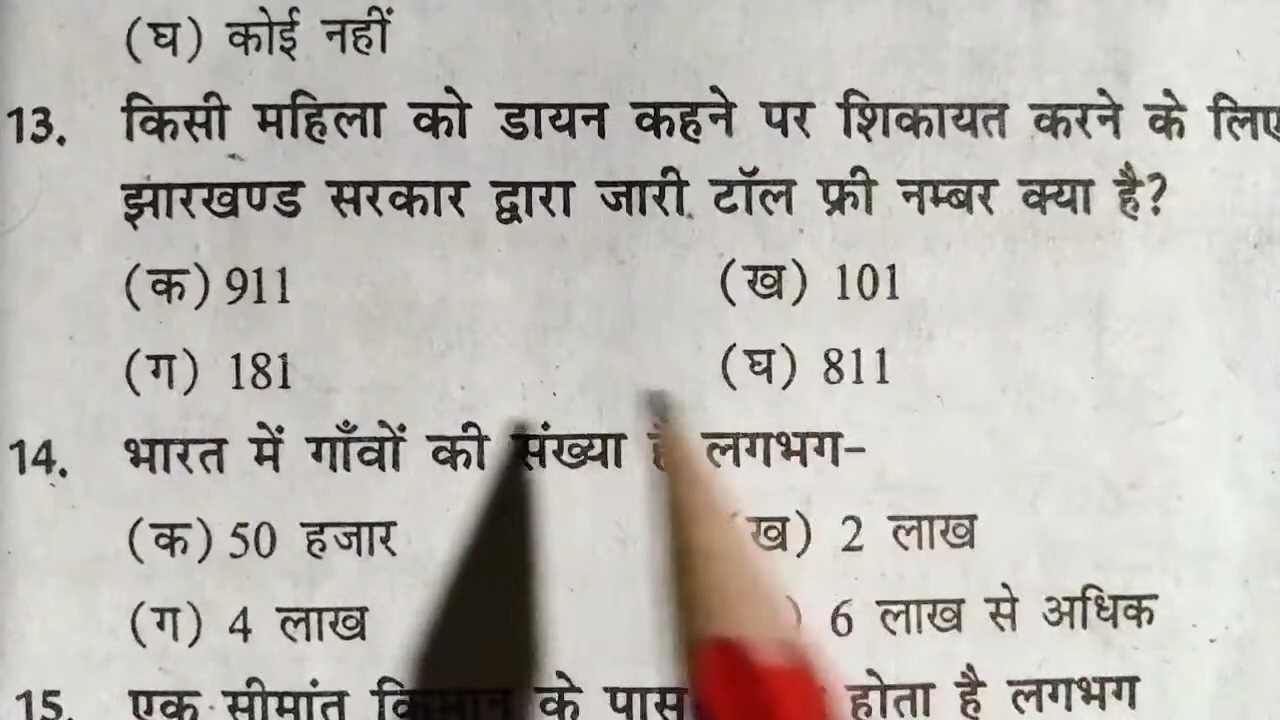 (घ) कोई नहीं
13. किसी महिला को डायन कहने पर शिकायत करने के लिए
झारखण्ड सरकार द्वारा जारी टॉल फ्री नम्बर क्या है?
(क) 911 (ख) 101
(ग) 181 (घ) 811
14. भारत में गाँवों की संख्या है लगभग-
(क) 50 हजार ख) 2 लाख
(ग) 4 लाख ) 6 लाख से अधिक
15. एक सीमांत किसान के पास होता है लगभग